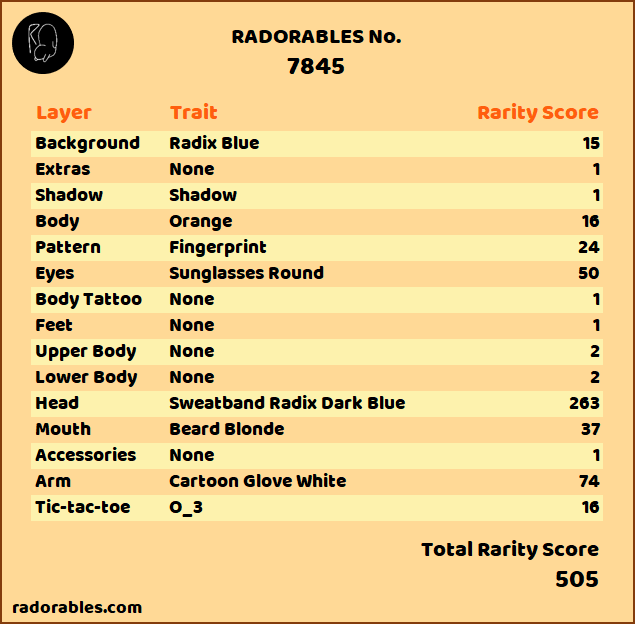 RADORABLES No.
7845
Layer Trait Rarity Score
Background Radix Blue 15
Extras None 1
Shadow Shadow 1
Body Orange 16
Pattern Fingerprint 24
Eyes Sunglasses Round 50
Body Tattoo None 1
Feet None 1
Upper Body None 2
Lower Body None 2
Head Sweatband Radix Dark Blue 263
Mouth Beard Blonde 37
Accessories None 1
Arm Cartoon Glove White 74
Tic-tac-toe O_3 16
Total Rarity Score
505
radorables.com